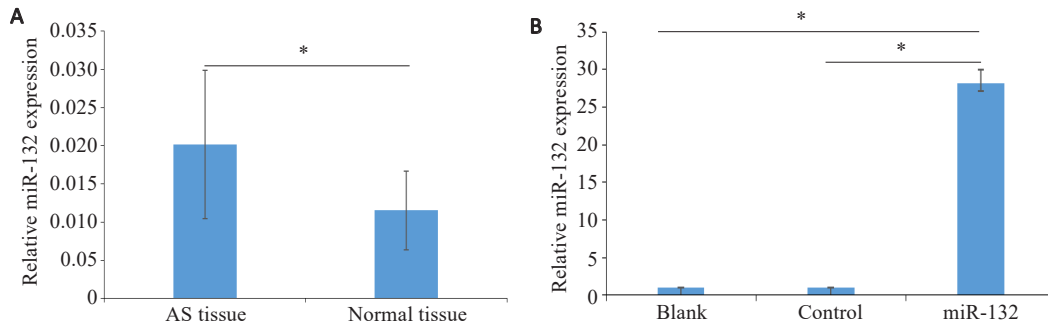 A
Relative miR-132 expression
0.035
0.030
0.025
0.020
0.015
0.010
0.05
0
*
AS tissue
Normal tissue
B
Relative miR-132 expression
35
30
25
20
15
10
5
0
*
*
Blank
Control
miR-132